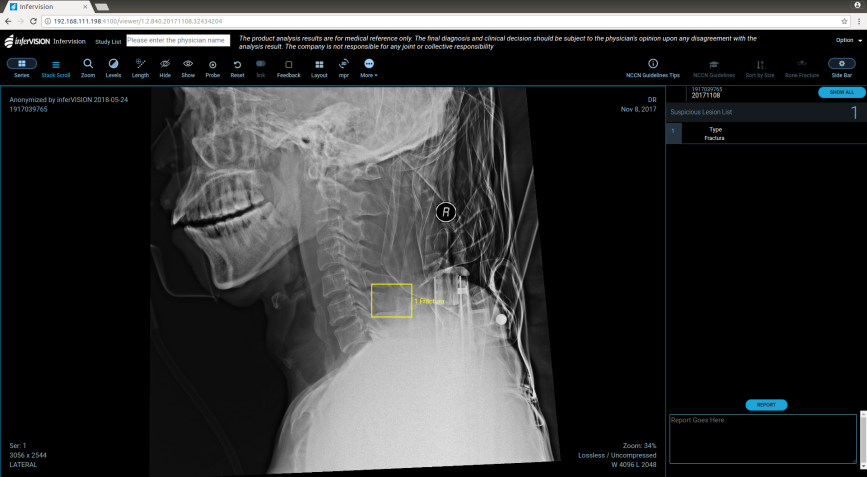 Infervision
192.168.111.198:4100/viewer/12.840.20171108.32434204
inferVISION Infervision Study List Please enter the physician name
The product analysis results are for medical reference only. The final diagnosis and clinical decision should be subject to the physician's opinion upon any disagreement with the
analysis result. The company is not responsible for any joint or collective responsibility
Option
Series Stack Scroll Zoom Levels Length Hide Show Probe Reset link Feedback Layout mpr More
NCCN Guidelines Tips NCCN Guidelines Sort by Size Bone Fracture Side Bar
Anonymized by inferVISION 2018-05-24
1917039765
DR
Nov 8, 2017
R
1 Fractura
Ser: 1
3056 x 2544
LATERAL
Zoom: 34%
Lossless / Uncompressed
W 4096 L 2048
1917039765
20171108
SHOW ALL
Suspicious Lesion List 1
1 Type
Fractura
REPORT
Report Goes Here.